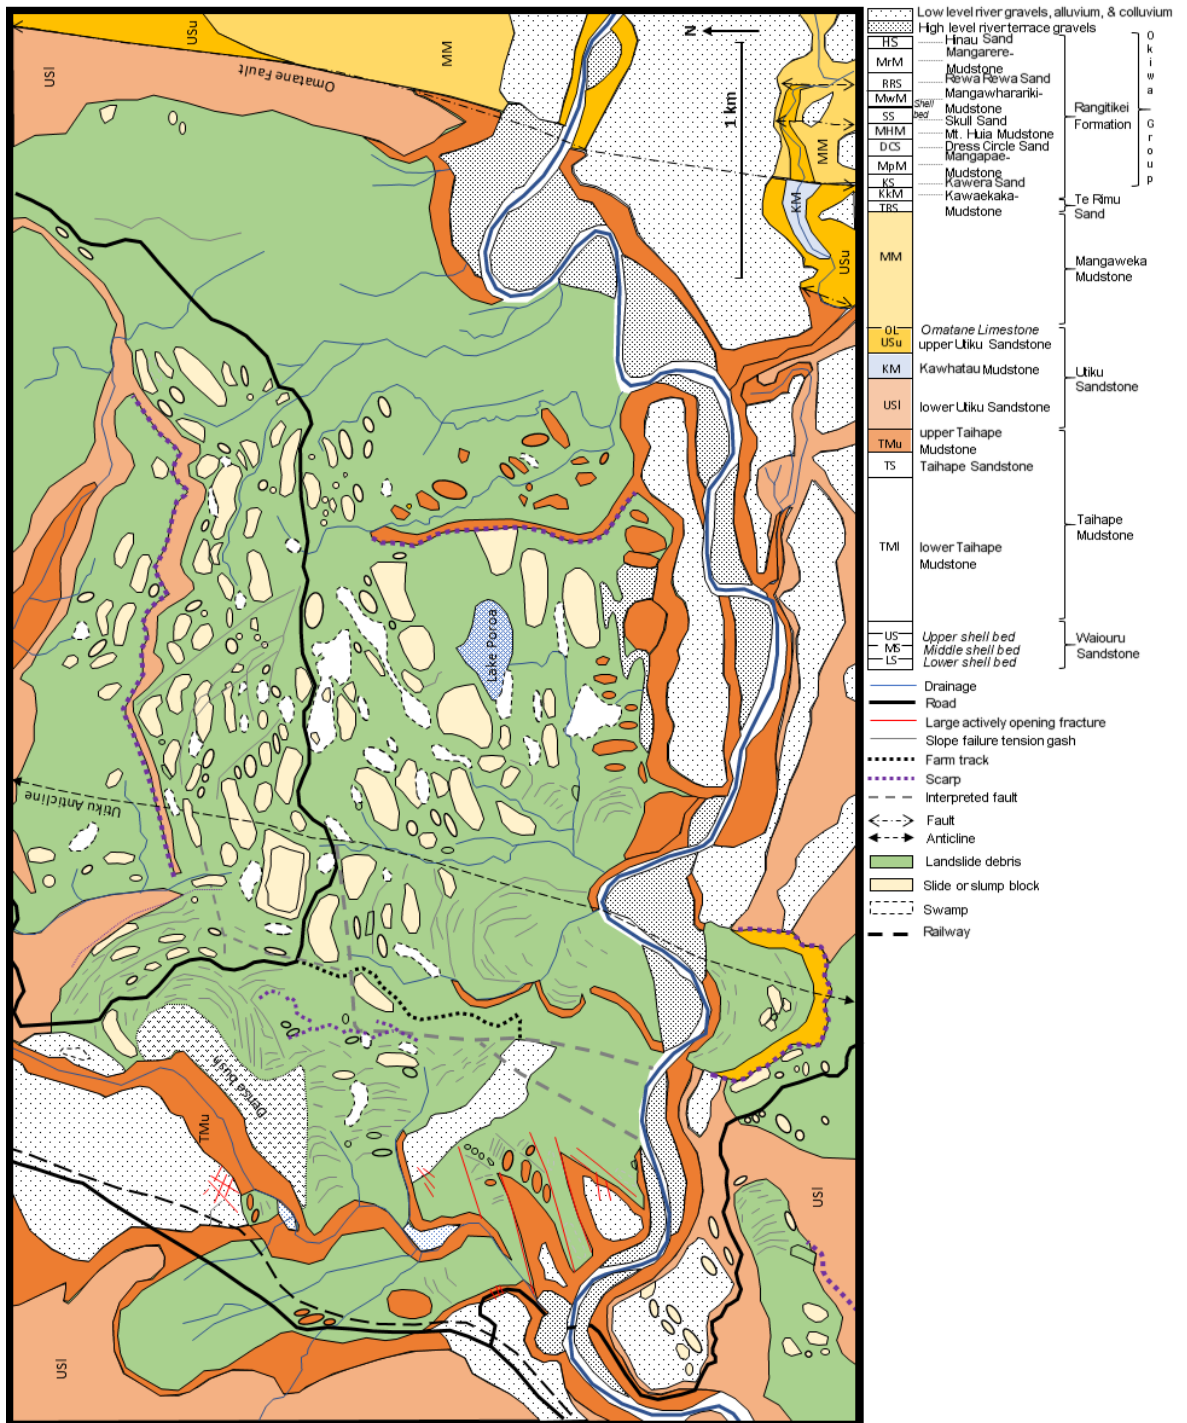 USu
USl
MM
Omatane Fault
N
1 km
MM
KM
USu
Lake Poroa
Utiku Anticline
Dense bush
TMu
USl
USl
Low level river gravels, alluvium, & colluvium
High level river terrace gravels
HS
Hinau Sand
MrM
Mangarere-
Mudstone
RRS
Rewa Rewa Sand
MwM
Mangawharariki-
Mudstone
Shell
bed
SS
Skull Sand
MHM
Mt. Huia Mudstone
DCS
Dress Circle Sand
MpM
Mangapae-
Mudstone
KS
Kawera Sand
KkM
Kawaekaka-
Mudstone
TRS
Rangitikei
Formation
Okiwa Group
Te Rimu
Sand
MM
Mangaweka
Mudstone
OL
Omatane Limestone
USu
upper Utiku Sandstone
KM
Kawhatau Mudstone
USl
lower Utiku Sandstone
Utiku
Sandstone
TMu
upper Taihape
Mudstone
TS
Taihape Sandstone
TMl
lower Taihape
Mudstone
Taihape
Mudstone
US
Upper shell bed
MS
Middle shell bed
LS
Lower shell bed
Waiouru
Sandstone
Drainage
Road
Large actively opening fracture
Slope failure tension gash
Farm track
Scarp
Interpreted fault
Fault
Anticline
Landslide debris
Slide or slump block
Swamp
Railway